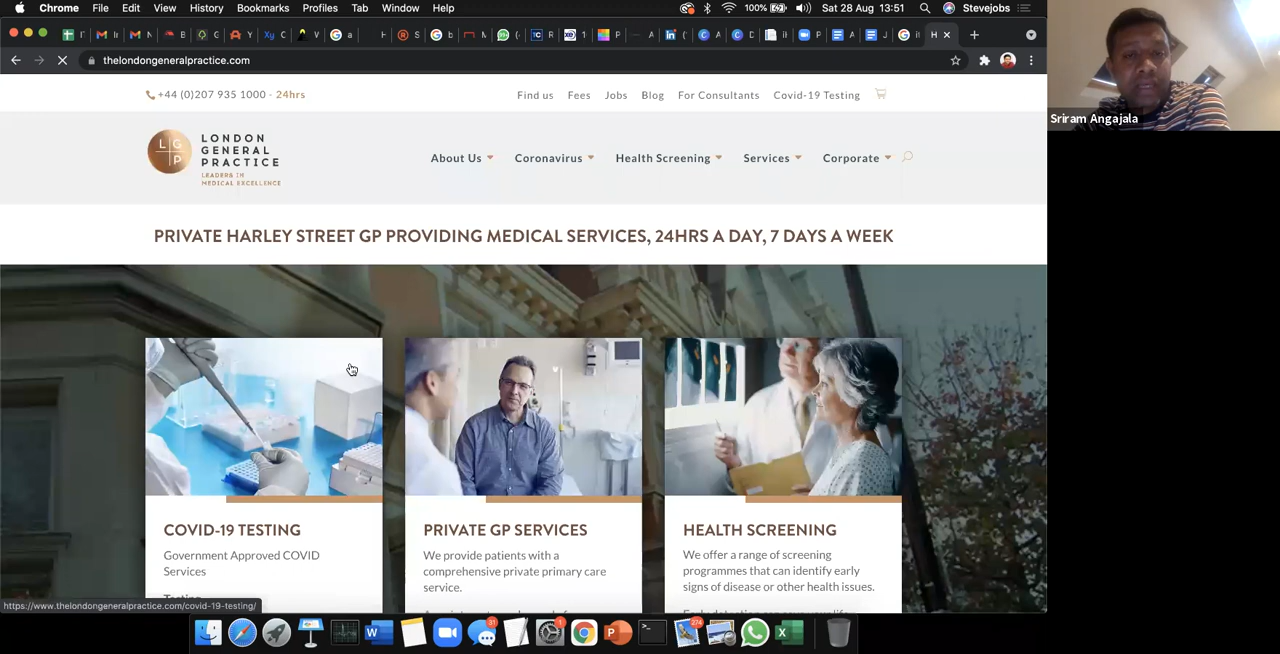 Chrome File Edit View History Bookmarks Profiles Tab Window Help 100% Sat 28 Aug 13:51 Stevejobs
thelondongeneralpractice.com
Sriram Angajala
+44 (0)207 935 1000 - 24hrs Find us Fees Jobs Blog For Consultants Covid-19 Testing
L G P
LONDON
GENERAL
PRACTICE
LEADERS IN
MEDICAL EXCELLENCE
About Us Coronavirus Health Screening Services Corporate
PRIVATE HARLEY STREET GP PROVIDING MEDICAL SERVICES, 24HRS A DAY, 7 DAYS A WEEK
COVID-19 TESTING
Government Approved COVID
Services
PRIVATE GP SERVICES
We provide patients with a
comprehensive private primary care
service.
HEALTH SCREENING
We offer a range of screening
programmes that can identify early
signs of disease or other health issues.
https://www.thelondongeneralpractice.com/covid-19-testing/
31
1
274